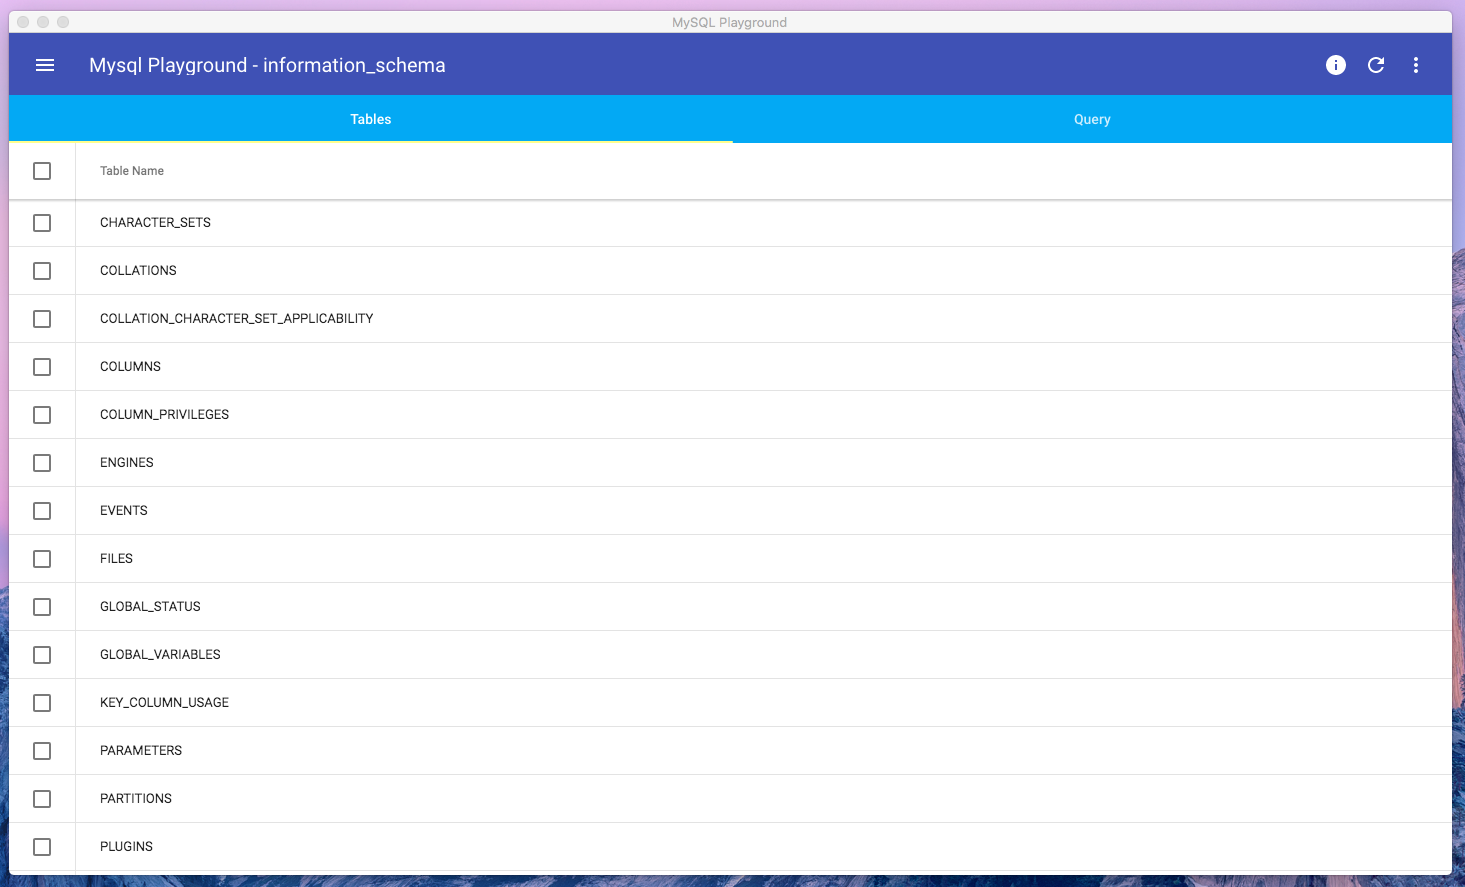 MySQL Playground
Mysql Playground - information_schema
Tables
Query
Table Name
CHARACTER_SETS
COLLATIONS
COLLATION_CHARACTER_SET_APPLICABILITY
COLUMNS
COLUMN_PRIVILEGES
ENGINES
EVENTS
FILES
GLOBAL_STATUS
GLOBAL_VARIABLES
KEY_COLUMN_USAGE
PARAMETERS
PARTITIONS
PLUGINS